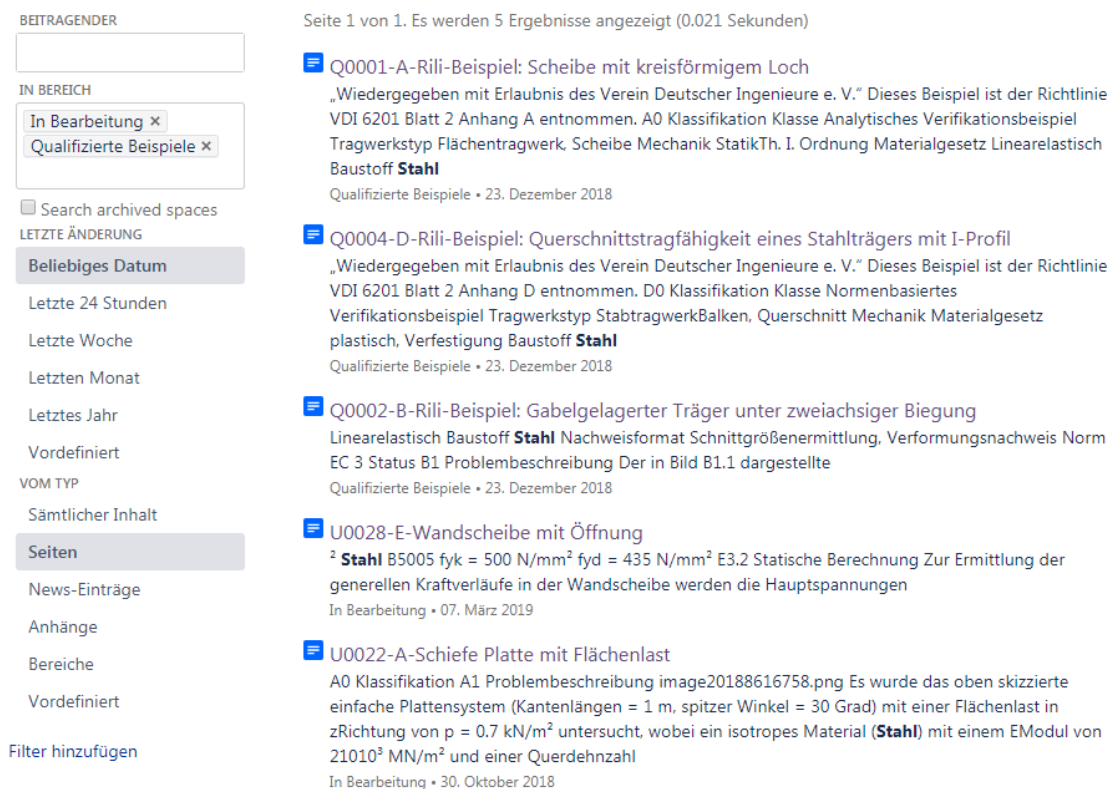 BEITRAGENDER
IN BEREICH
In Bearbeitung ×
Qualifizierte Beispiele ×
Search archived spaces
LETZTE ÄNDERUNG
Beliebiges Datum
Letzte 24 Stunden
Letzte Woche
Letzten Monat
Letztes Jahr
Vordefiniert
VOM TYP
Sämtlicher Inhalt
Seiten
News-Einträge
Anhänge
Bereiche
Vordefiniert
Filter hinzufügen
Seite 1 von 1. Es werden 5 Ergebnisse angezeigt (0.021 Sekunden)
Q0001-A-Rili-Beispiel: Scheibe mit kreisförmigem Loch
„Wiedergegeben mit Erlaubnis des Verein Deutscher Ingenieure e. V.“ Dieses Beispiel ist der Richtlinie
VDI 6201 Blatt 2 Anhang A entnommen. A0 Klassifikation Klasse Analytisches Verifikationsbeispiel
Tragwerkstyp Flächentragwerk, Scheibe Mechanik StatikTh. I. Ordnung Materialgesetz Linearelastisch
Baustoff Stahl
Qualifizierte Beispiele • 23. Dezember 2018
Q0004-D-Rili-Beispiel: Querschnittstragfähigkeit eines Stahlträgers mit I-Profil
„Wiedergegeben mit Erlaubnis des Verein Deutscher Ingenieure e. V.“ Dieses Beispiel ist der Richtlinie
VDI 6201 Blatt 2 Anhang D entnommen. D0 Klassifikation Klasse Normenbasiertes
Verifikationsbeispiel Tragwerkstyp StabtragwerkBalken, Querschnitt Mechanik Materialgesetz
plastisch, Verfestigung Baustoff Stahl
Qualifizierte Beispiele • 23. Dezember 2018
Q0002-B-Rili-Beispiel: Gabelgelagerter Träger unter zweiachsiger Biegung
Linearelastisch Baustoff Stahl Nachweisformat Schnittgrößenermittlung, Verformungsnachweis Norm
EC 3 Status B1 Problembeschreibung Der in Bild B1.1 dargestellte
Qualifizierte Beispiele • 23. Dezember 2018
U0028-E-Wandscheibe mit Öffnung
² Stahl B5005 fyk = 500 N/mm² fyd = 435 N/mm² E3.2 Statische Berechnung Zur Ermittlung der
generellen Kraftverläufe in der Wandscheibe werden die Hauptspannungen
In Bearbeitung • 07. März 2019
U0022-A-Schiefe Platte mit Flächenlast
A0 Klassifikation A1 Problembeschreibung image20188616758.png Es wurde das oben skizzierte
einfache Plattensystem (Kantenlängen = 1 m, spitzer Winkel = 30 Grad) mit einer Flächenlast in
zRichtung von p = 0.7 kN/m² untersucht, wobei ein isotropes Material (Stahl) mit einem EModul von
21010³ MN/m² und einer Querdehnzahl
In Bearbeitung • 30. Oktober 2018